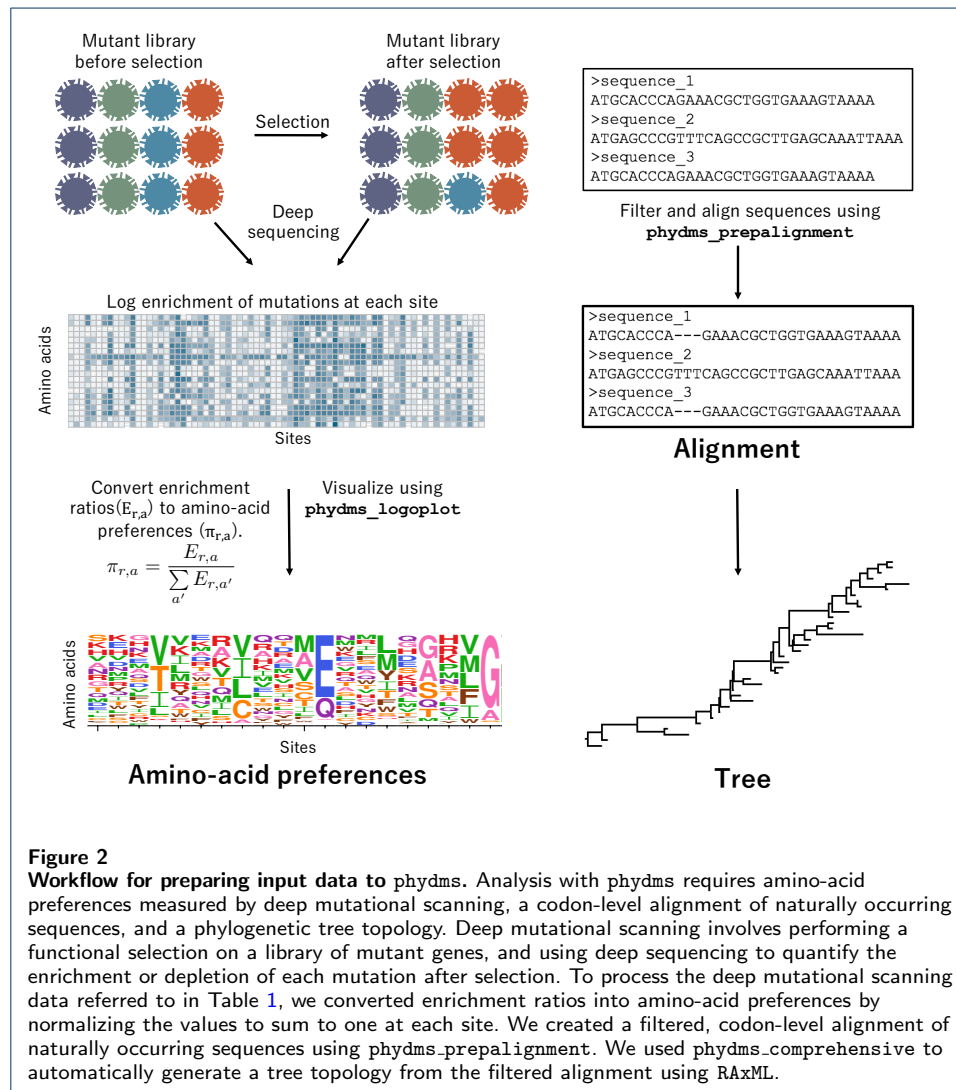 Mutant library
before selection
Mutant library
after selection
Selection
Deep
sequencing
Log enrichment of mutations at each site
Amino acids
Sites
Convert enrichment
ratios(E_{r,a}) to amino-acid
preferences (π_{r,a}).
π_{r,a} = E_{r,a} / ∑_{a'} E_{r,a'}
Visualize using
phydms_logoplot
Amino acids
Sites
Amino-acid preferences
>sequence_1
ATGCACCCAGAAACGCTGGTGAAAGTAAAA
>sequence_2
ATGAGCCCGTTTCAGCCGCTTGAGCAAATTAAA
>sequence_3
ATGCACCCAGAAACGCTGGTGAAAGTAAAA
Filter and align sequences using
phydms_prepalignment
>sequence_1
ATGCACCCA---GAAACGCTGGTGAAAGTAAAA
>sequence_2
ATGAGCCCGTTTCAGCCGCTTGAGCAAATTAAA
>sequence_3
ATGCACCCA---GAAACGCTGGTGAAAGTAAAA
Alignment
Tree
Figure 2
Workflow for preparing input data to phydms. Analysis with phydms requires amino-acid
preferences measured by deep mutational scanning, a codon-level alignment of naturally occurring
sequences, and a phylogenetic tree topology. Deep mutational scanning involves performing a
functional selection on a library of mutant genes, and using deep sequencing to quantify the
enrichment or depletion of each mutation after selection. To process the deep mutational scanning
data referred to in Table 1, we converted enrichment ratios into amino-acid preferences by
normalizing the values to sum to one at each site. We created a filtered, codon-level alignment of
naturally occurring sequences using phydms_prepalignment. We used phydms_comprehensive to
automatically generate a tree topology from the filtered alignment using RAxML.